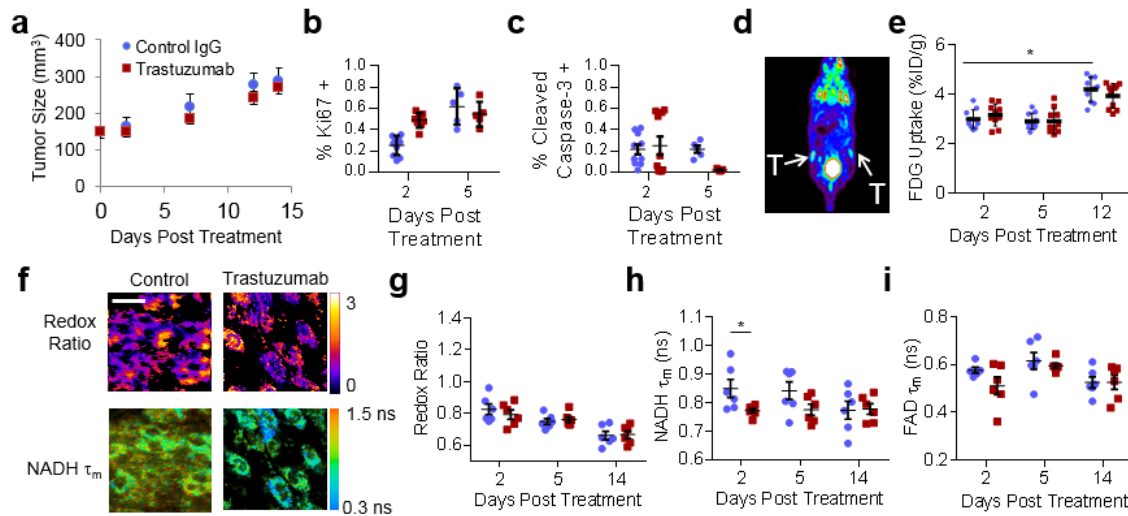 a
Tumor Size (mm³)
400
300
200
100
0
Control IgG
Trastuzumab
0
5
10
15
Days Post Treatment
b
% Ki67 +
1.0
0.8
0.6
0.4
0.2
0.0
2
5
Days Post
Treatment
c
% Cleaved
Caspase-3 +
1.0
0.8
0.6
0.4
0.2
0.0
2
5
Days Post
Treatment
d
T
T
e
FDG Uptake (%ID/g)
6
4
2
0
*
2
5
12
Days Post Treatment
f
Control
Trastuzumab
Redox
Ratio
3
0
NADH τm
1.5 ns
0.3 ns
g
Redox Ratio
1.4
1.2
1.0
0.8
0.6
2
5
14
Days Post Treatment
h
NADH τm (ns)
1.1
1.0
0.9
0.8
0.7
0.6
*
2
5
14
Days Post Treatment
i
FAD τm (ns)
0.8
0.6
0.4
0.2
2
5
14
Days Post Treatment